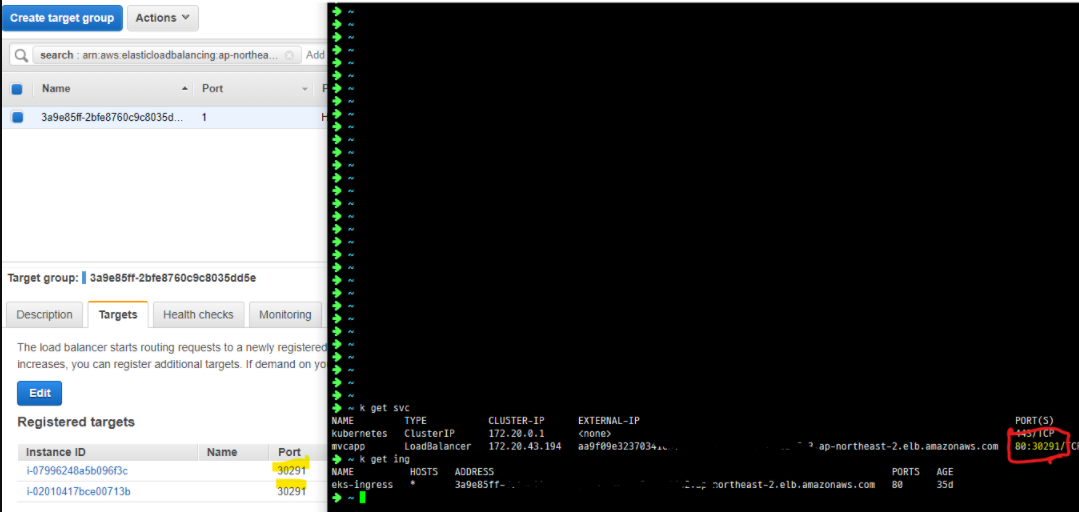 Create target group
Actions
search : arn:aws:elasticloadbalancing:ap-northea...
Add
Name
Port
3a9e85ff-2bfe8760c9c8035d...
1
Target group:
3a9e85ff-2bfe8760c9c8035dd5e
Description
Targets
Health checks
Monitoring
The load balancer starts routing requests to a newly registered
increases, you can register additional targets. If demand on yo
Edit
Registered targets
Instance ID
Name
Port
i-07996248a5b096f3c
30291
i-02010417bce00713b
30291
~ k get svc
NAME TYPE CLUSTER-IP EXTERNAL-IP PORT(S)
kubernetes ClusterIP 172.20.0.1 <none> 443/TCP
mvcapp LoadBalancer 172.20.43.194 ap-northeast-2.elb.amazonaws.com 80:30291/TCP
~ k get ing
NAME HOSTS ADDRESS PORTS AGE
eks-ingress * 3a9e85ff- ap-northeast-2.elb.amazonaws.com 80 35d
~